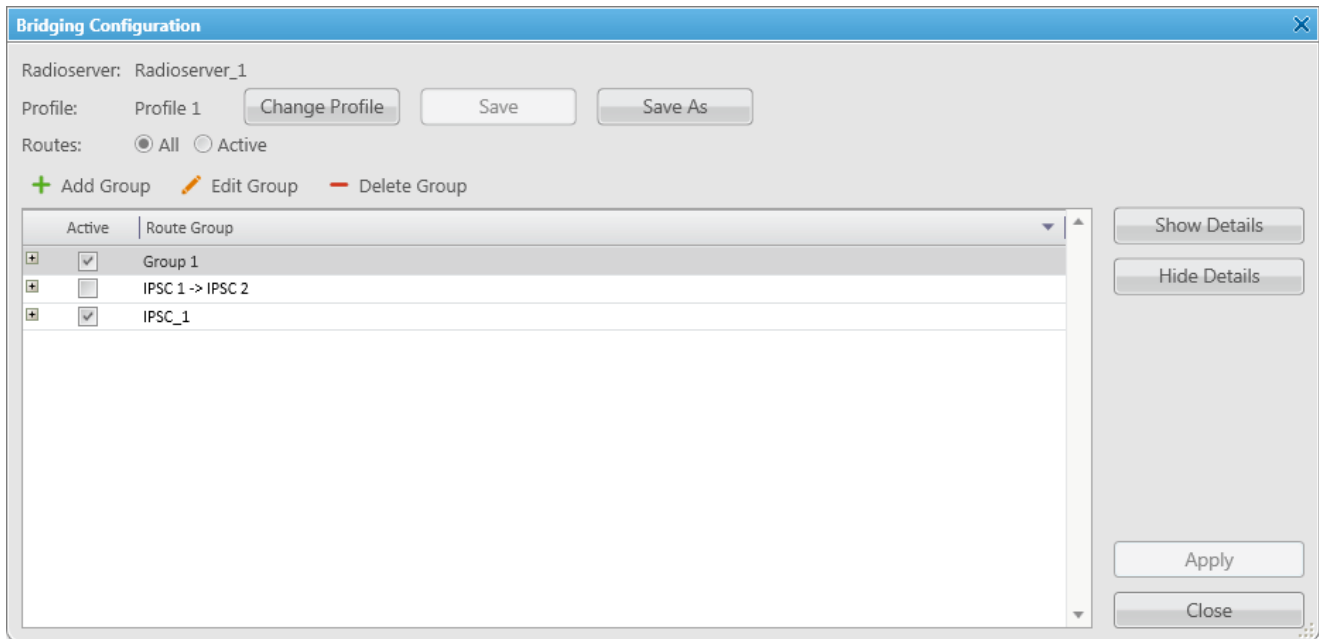 Bridging Configuration
Radioserver: Radioserver_1
Profile: Profile 1 Change Profile Save Save As
Routes: All Active
Add Group Edit Group Delete Group
Active Route Group
Group 1
IPSC 1 -> IPSC 2
IPSC_1
Show Details
Hide Details
Apply
Close